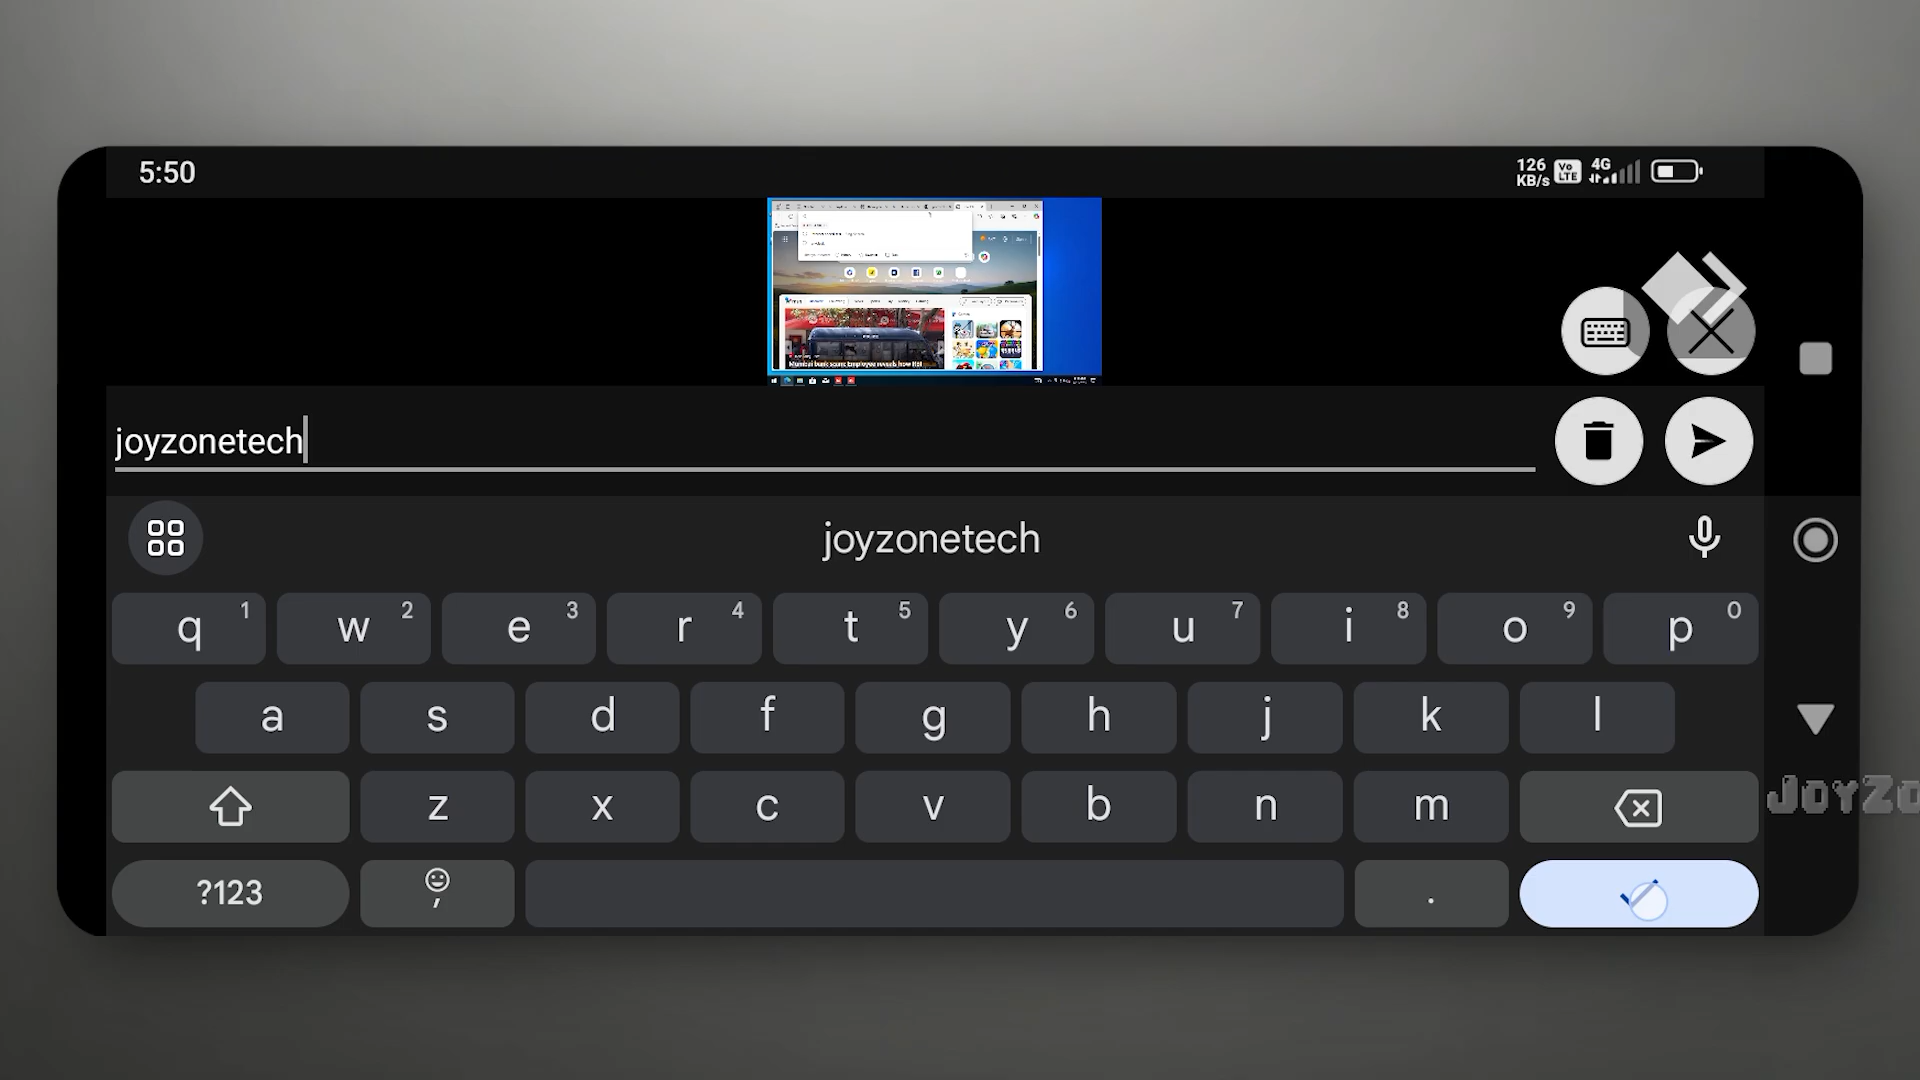 5:50
126
KB/s
Vo
LTE
4G
joyzonetech
joyzonetech
q 1 w 2 e 3 r 4 t 5 y 6 u 7 i 8 o 9 p 0
a s d f g h j k l
z x c v b n m
JoyZo
?123 , .